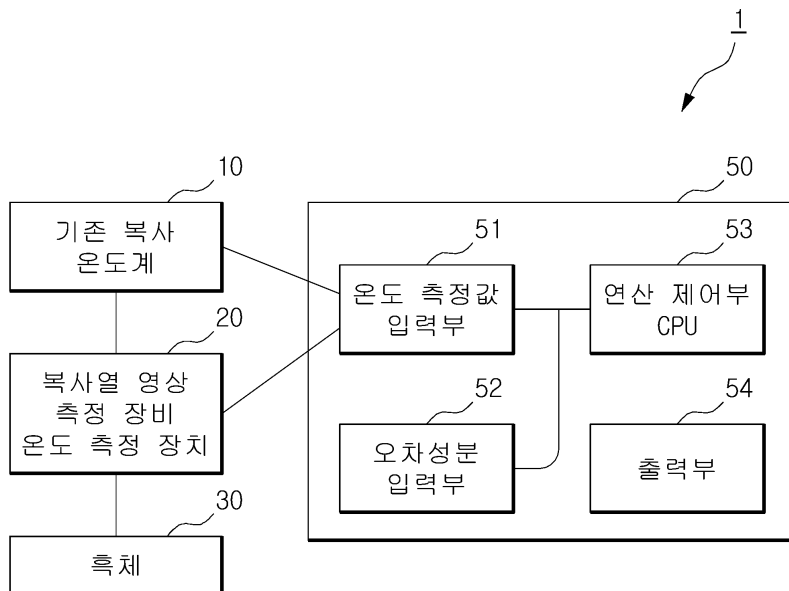 1
10
기존 복사
온도계
20
복사열 영상
측정 장비
온도 측정 장치
30
흑체
50
51
온도 측정값
입력부
52
오차성분
입력부
53
연산 제어부
CPU
54
출력부